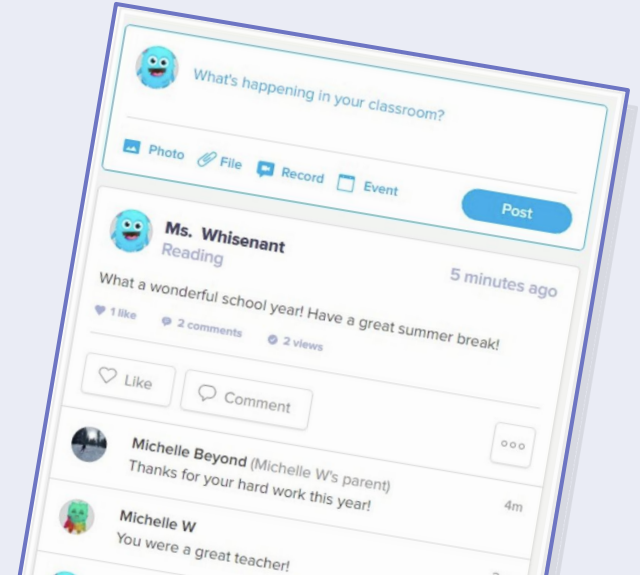 What's happening in your classroom?
Photo File Record Event Post
Ms. Whisenant
Reading
5 minutes ago
What a wonderful school year! Have a great summer break!
1 like 2 comments 2 views
Like Comment
Michelle Beyond (Michelle W's parent)
4m
Thanks for your hard work this year!
Michelle W
You were a great teacher!